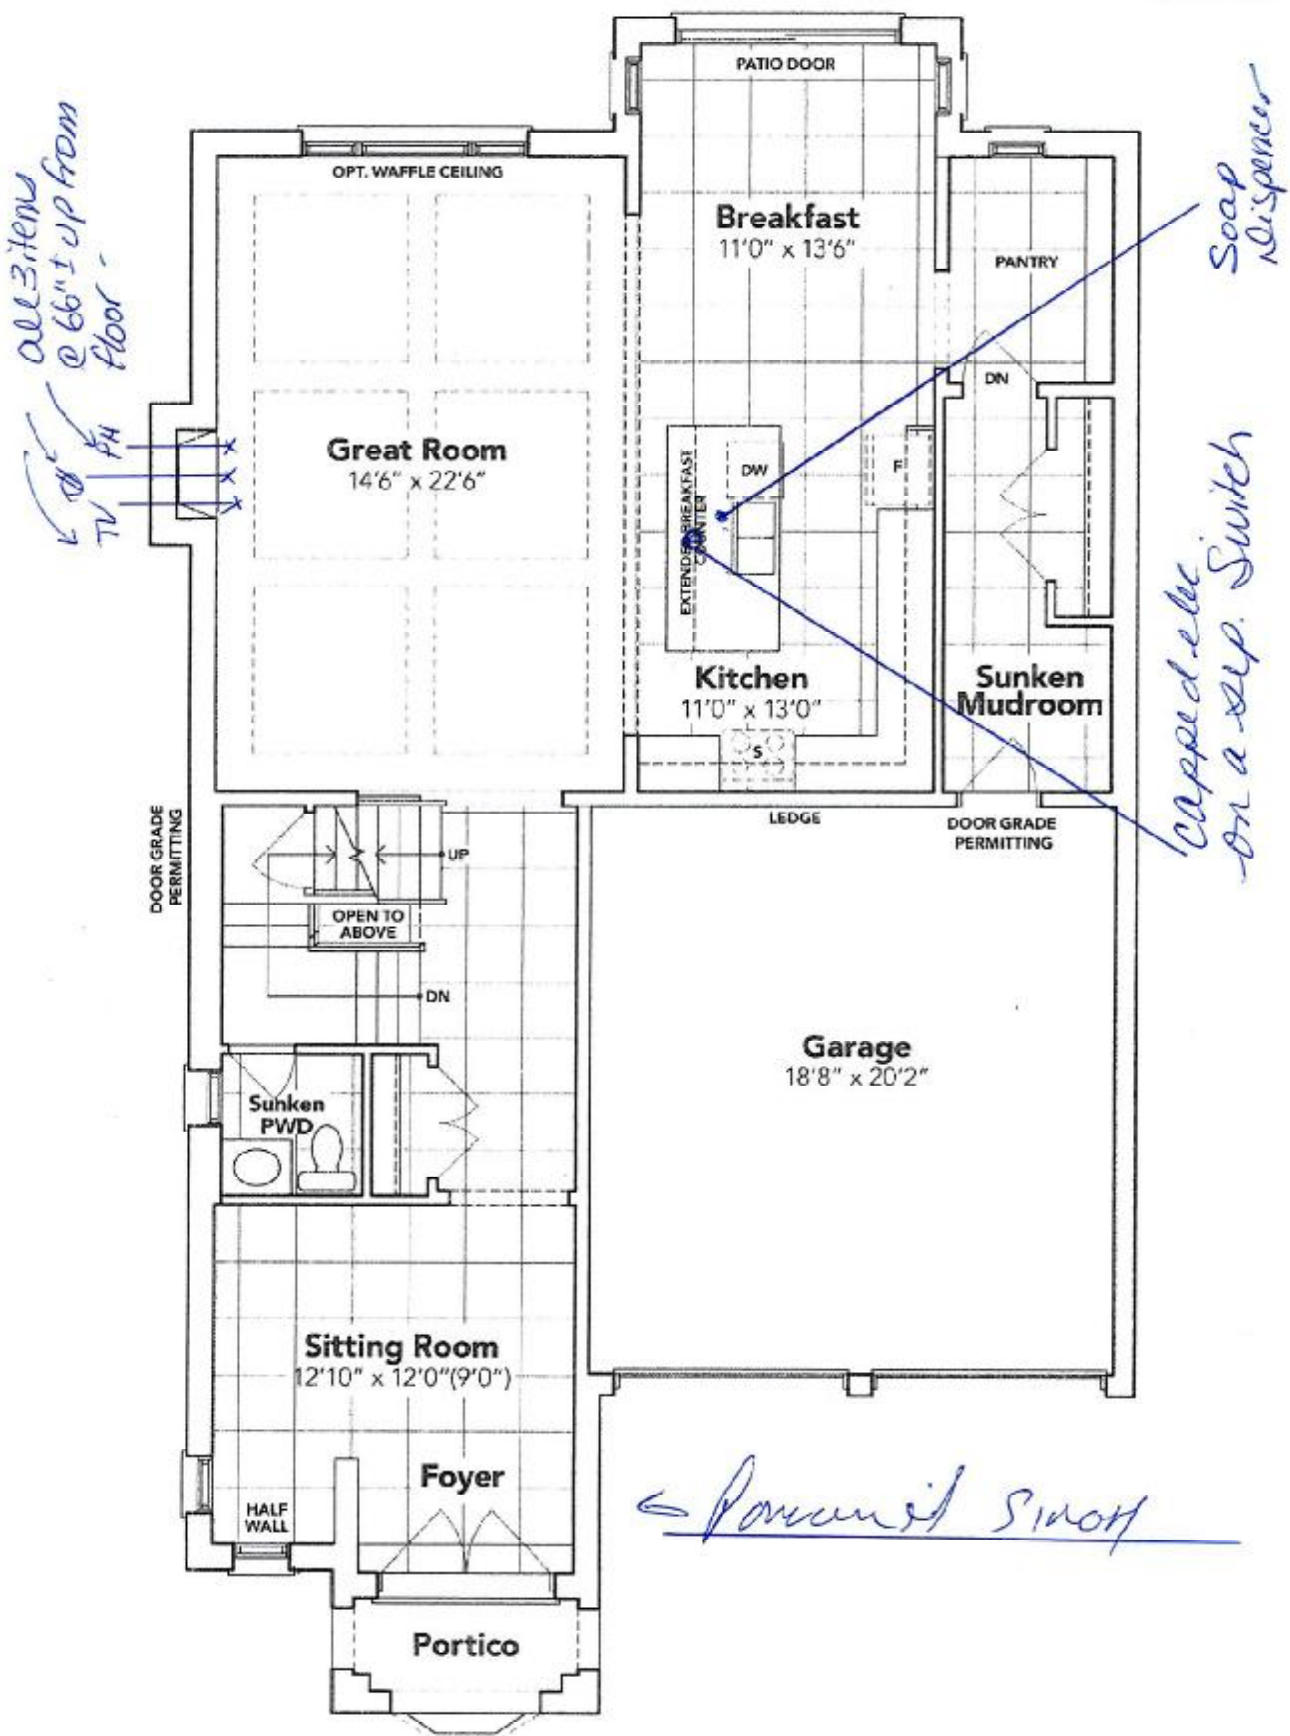 PATIO DOOR
OPT. WAFFLE CEILING
Soap
Dispencer
all 3 items
@ 66"± up from
floor -
Breakfast
11'0" x 13'6"
PANTRY
DN
PH
TV
Great Room
14'6" x 22'6"
DW
F
EXTENDED BREAKFAST
COUNTER
capped elec
on a sep. Switch
Kitchen
11'0" x 13'0"
S
Sunken
Mudroom
LEDGE
DOOR GRADE
PERMITTING
DOOR GRADE
PERMITTING
UP
OPEN TO
ABOVE
DN
Garage
18'8" x 20'2"
Sunken
PWD
Sitting Room
12'10" x 12'0"(9'0")
Foyer
HALF
WALL
Portico